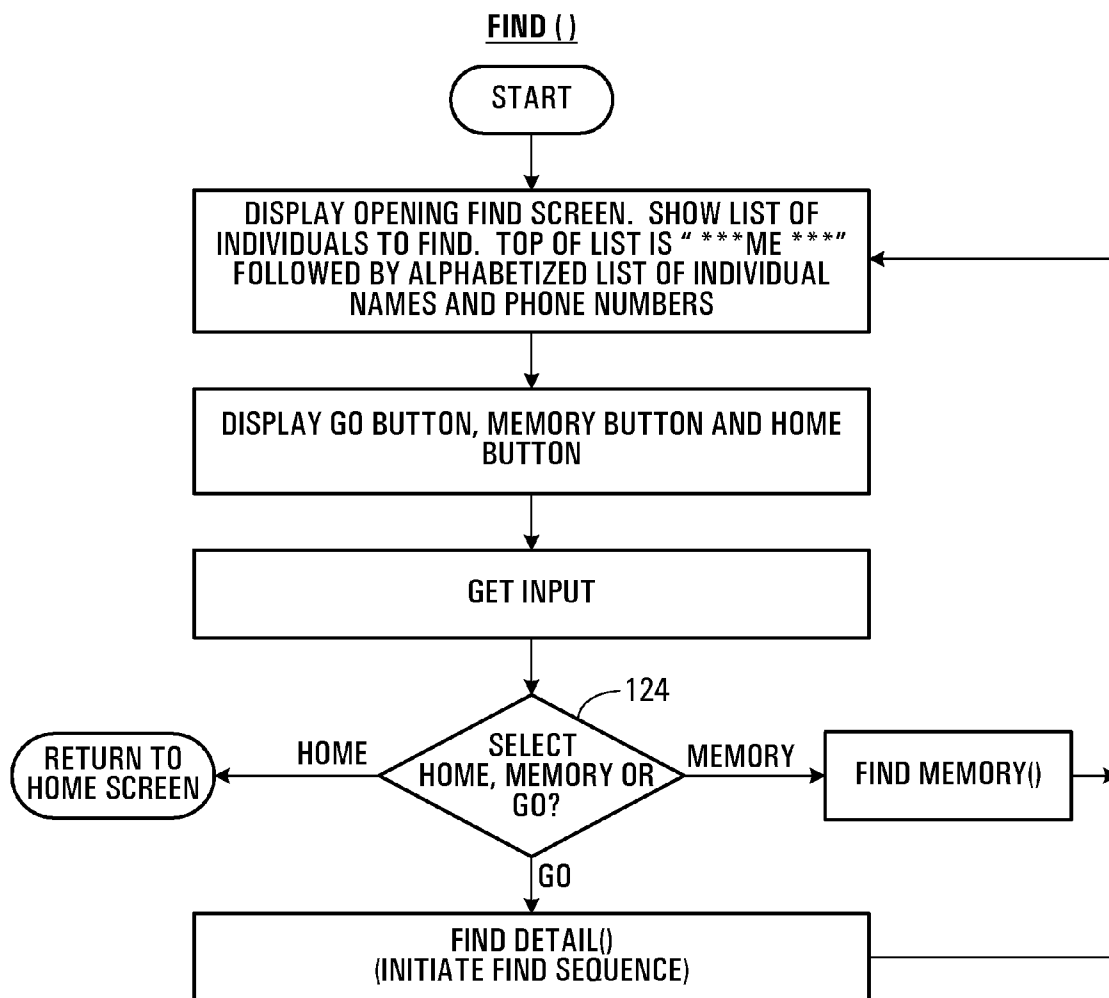 FIND ( )
START
DISPLAY OPENING FIND SCREEN. SHOW LIST OF
INDIVIDUALS TO FIND. TOP OF LIST IS " ***ME ***"
FOLLOWED BY ALPHABETIZED LIST OF INDIVIDUAL
NAMES AND PHONE NUMBERS
DISPLAY GO BUTTON, MEMORY BUTTON AND HOME
BUTTON
GET INPUT
124
RETURN TO
HOME SCREEN
HOME
SELECT
HOME, MEMORY OR
GO?
MEMORY
FIND MEMORY()
GO
FIND DETAIL()
(INITIATE FIND SEQUENCE)